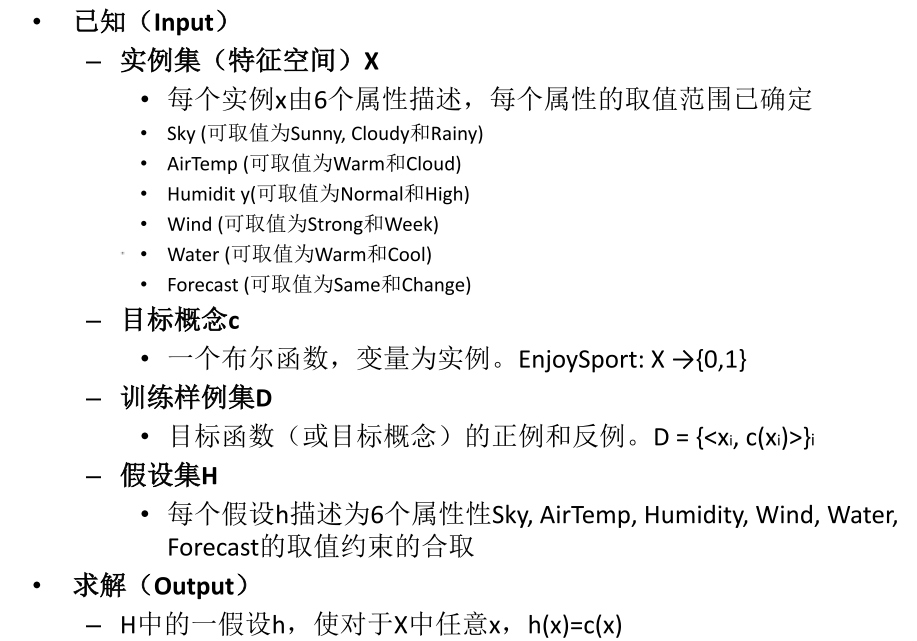 • 已知（Input）
– 实例集（特征空间）X
• 每个实例x由6个属性描述，每个属性的取值范围已确定
• Sky (可取值为Sunny, Cloudy和Rainy)
• AirTemp (可取值为Warm和Cloud)
• Humidit y(可取值为Normal和High)
• Wind (可取值为Strong和Week)
• Water (可取值为Warm和Cool)
• Forecast (可取值为Same和Change)
– 目标概念c
• 一个布尔函数，变量为实例。EnjoySport: X →{0,1}
– 训练样例集D
• 目标函数（或目标概念）的正例和反例。D = {<xi, c(xi)>}i
– 假设集H
• 每个假设h描述为6个属性性Sky, AirTemp, Humidity, Wind, Water,
Forecast的取值约束的合取
• 求解（Output）
– H中的一假设h，使对于X中任意x，h(x)=c(x)